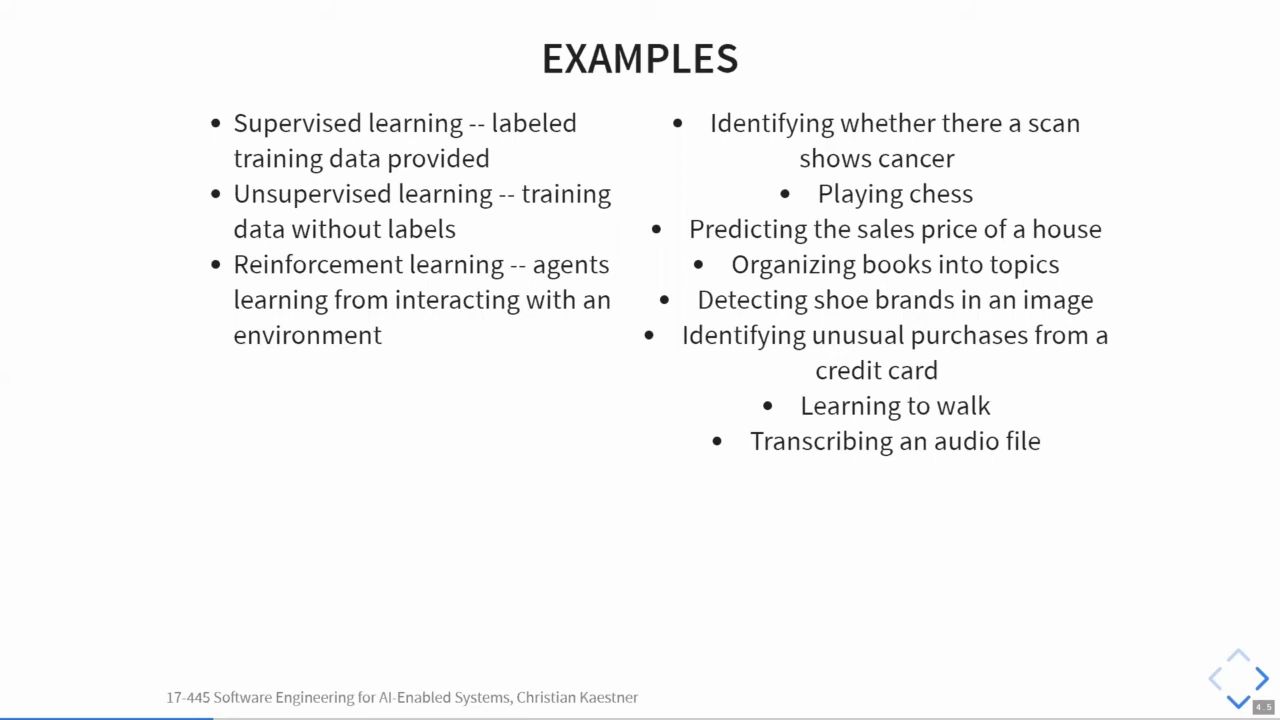 EXAMPLES
• Supervised learning -- labeled
training data provided
• Unsupervised learning -- training
data without labels
• Reinforcement learning -- agents
learning from interacting with an
environment
• Identifying whether there a scan
shows cancer
• Playing chess
• Predicting the sales price of a house
• Organizing books into topics
• Detecting shoe brands in an image
• Identifying unusual purchases from a
credit card
• Learning to walk
• Transcribing an audio file
17-445 Software Engineering for AI-Enabled Systems, Christian Kaestner
4.5